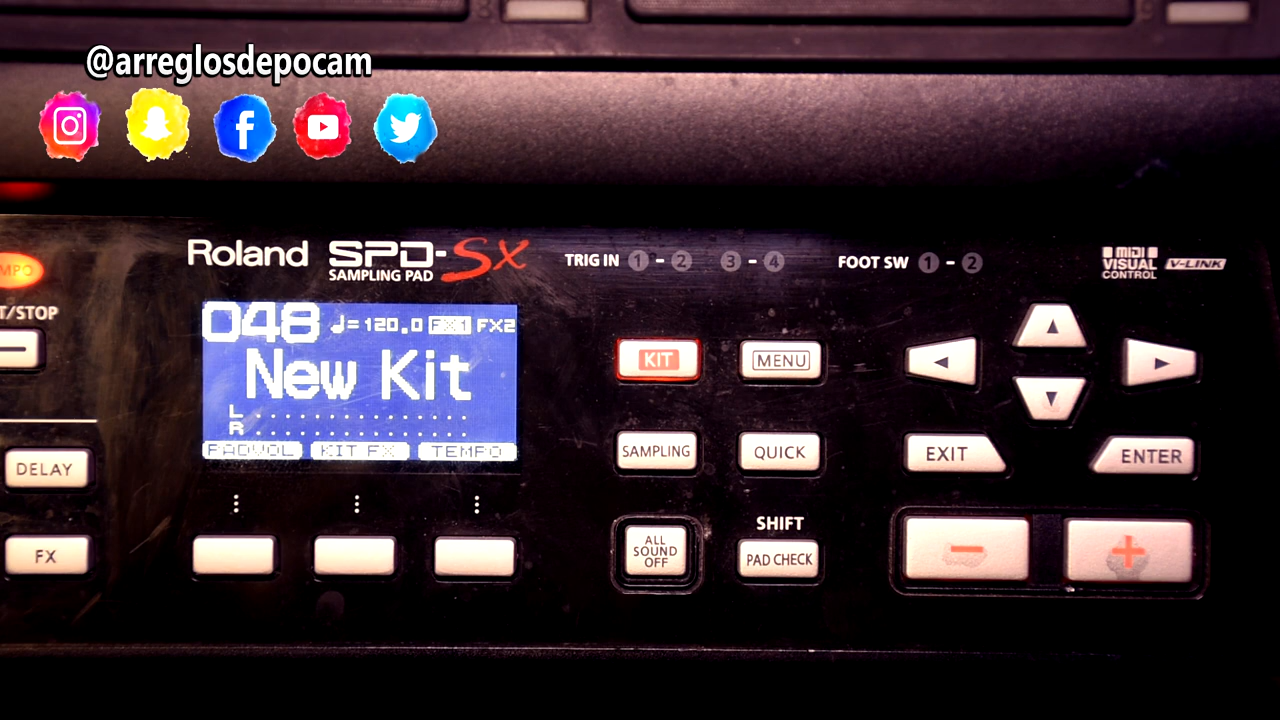 @arreglosdepocam
Roland SPD-SX
SAMPLING PAD
TRIG IN 1 - 2 3 - 4
FOOT SW 1 - 2
MIDI
VISUAL
CONTROL
V-LINK
MPO
T/STOP
048 ♩=120.0 FX1 FX2
New Kit
L
R
PADVOL KIT FX TEMPO
KIT
MENU
SAMPLING
QUICK
EXIT
ENTER
DELAY
FX
ALL
SOUND
OFF
SHIFT
PAD CHECK
- +